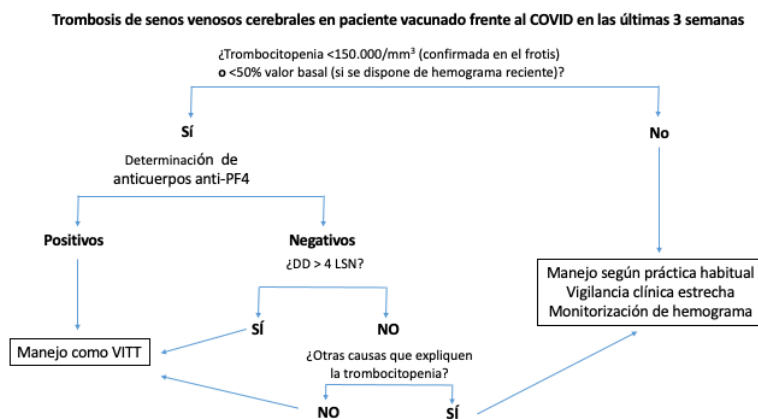 Trombosis de senos venosos cerebrales en paciente vacunado frente al COVID en las últimas 3 semanas
¿Trombocitopenia <150.000/mm³ (confirmada en el frotis)
o <50% valor basal (si se dispone de hemograma reciente)?
Sí
No
Determinación de
anticuerpos anti-PF4
Positivos
Negativos
¿DD > 4 LSN?
Manejo según práctica habitual
Vigilancia clínica estrecha
Monitorización de hemograma
SÍ
NO
Manejo como VITT
¿Otras causas que expliquen
la trombocitopenia?
NO
SÍ